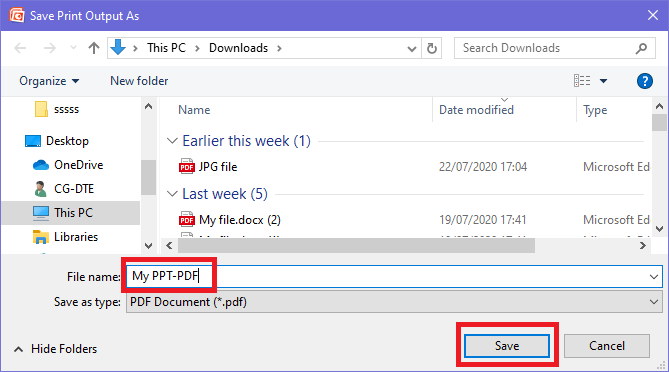 Save Print Output As
This PC Downloads
Search Downloads
Organize New folder
Name Date modified Type
sssss
Desktop
OneDrive
CG-DTE
This PC
Libraries
Earlier this week (1)
PDF JPG file 22/07/2020 17:04 Microsoft Ed
Last week (5)
PDF My file.docx (2) 19/07/2020 17:41 Microsoft Ed
File name: My PPT-PDF
Save as type: PDF Document (*.pdf)
Hide Folders
Save Cancel